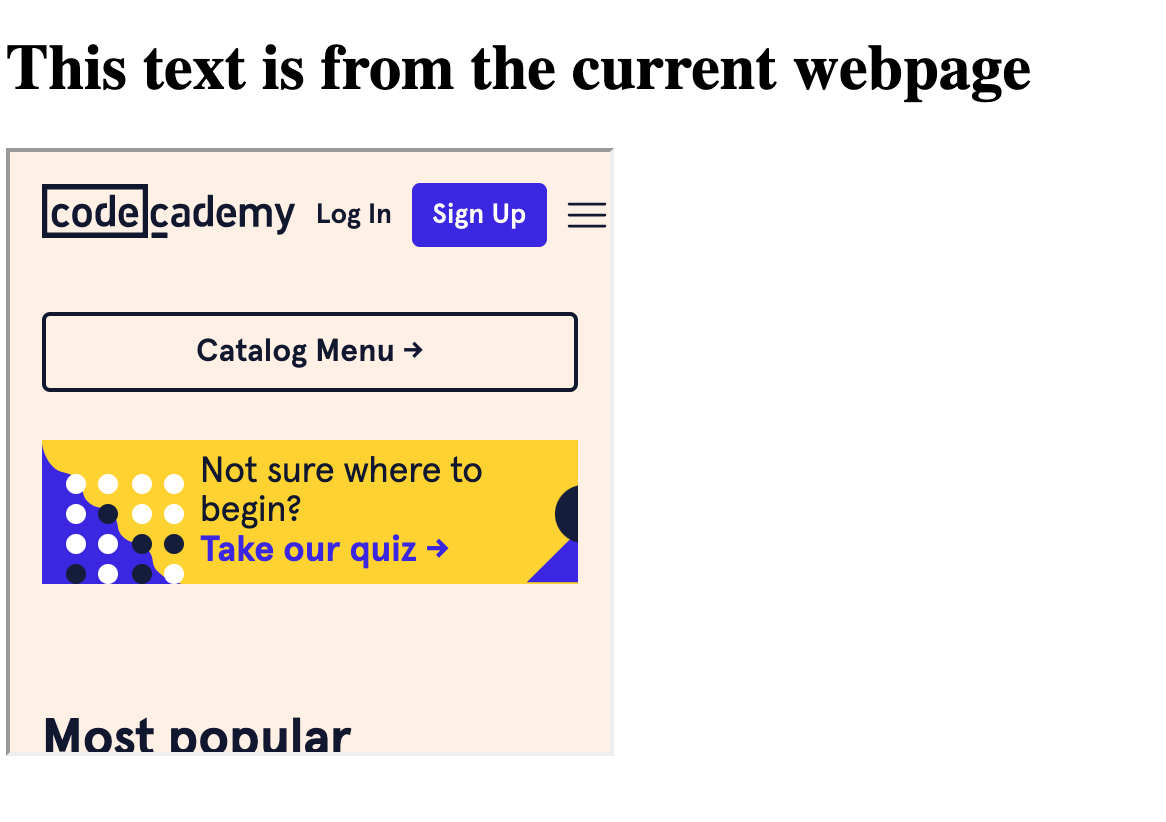 This text is from the current webpage
codecademy Log In Sign Up
Catalog Menu →
Not sure where to
begin?
Take our quiz →
Most popular